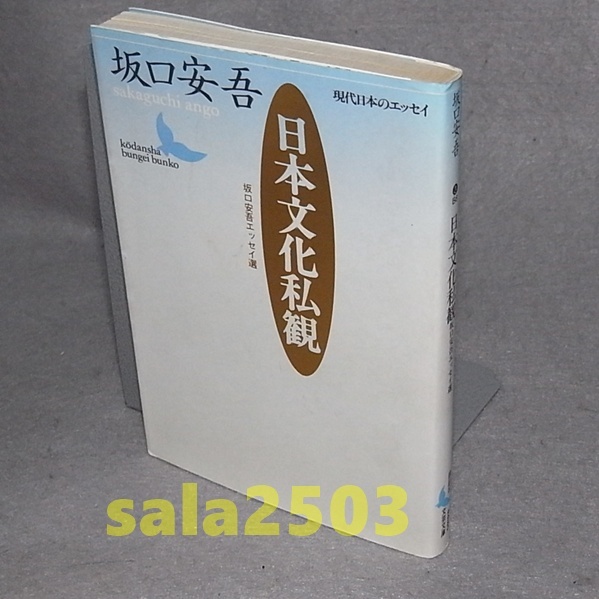 坂口安吾
sakaguchi ango
現代日本のエッセイ
kōdansha
bungei bunko
日本文化私観
坂口安吾エッセイ選
坂口安吾
日本文化私観
sala2503